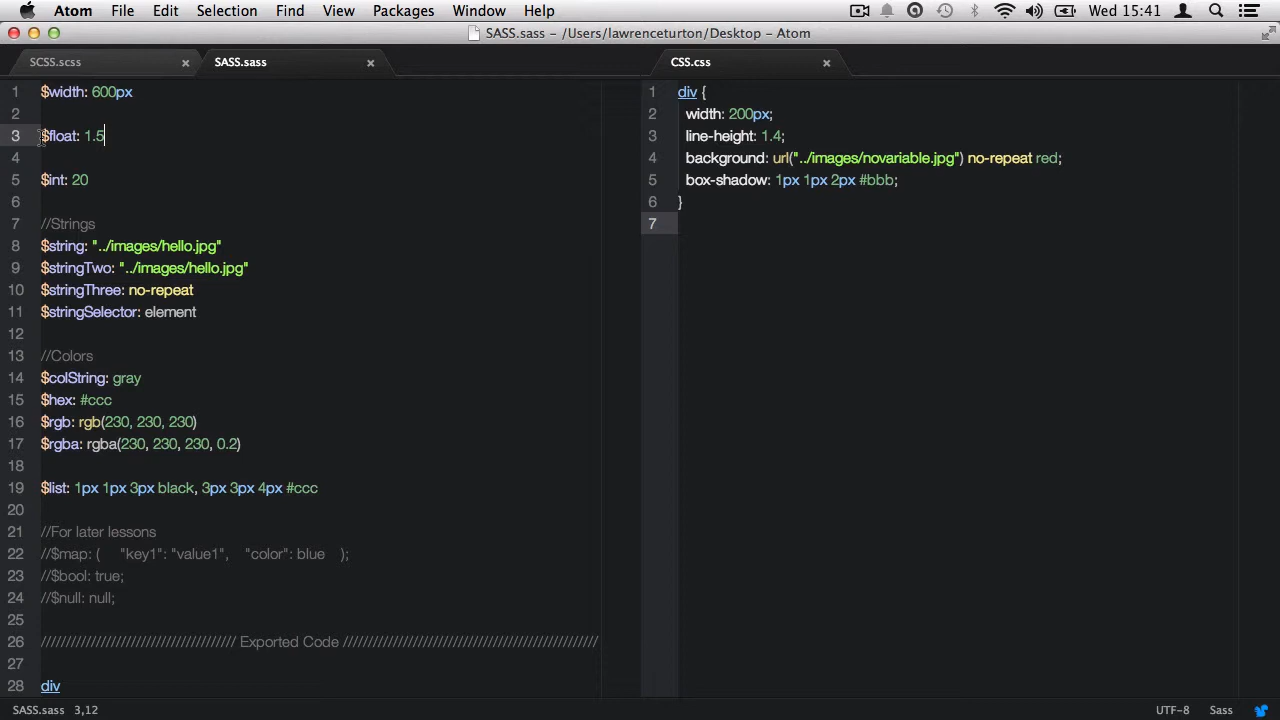 Atom File Edit Selection Find View Packages Window Help Wed 15:41
SASS.sass – /Users/lawrenceturton/Desktop - Atom
SCSS.scss SASS.sass CSS.css
1 $width: 600px
2
3 $float: 1.5
4
5 $int: 20
6
7 //Strings
8 $string: "../images/hello.jpg"
9 $stringTwo: "../images/hello.jpg"
10 $stringThree: no-repeat
11 $stringSelector: element
12
13 //Colors
14 $colString: gray
15 $hex: #ccc
16 $rgb: rgb(230, 230, 230)
17 $rgba: rgba(230, 230, 230, 0.2)
18
19 $list: 1px 1px 3px black, 3px 3px 4px #ccc
20
21 //For later lessons
22 //$map: ( "key1": "value1", "color": blue );
23 //$bool: true;
24 //$null: null;
25
26 ///////////////////////////////////// Exported Code ////////////////////////////////////////////////
27
28 div
1 div {
2 width: 200px;
3 line-height: 1.4;
4 background: url("../images/novariable.jpg") no-repeat red;
5 box-shadow: 1px 1px 2px #bbb;
6 }
7
SASS.sass 3,12 UTF-8 Sass